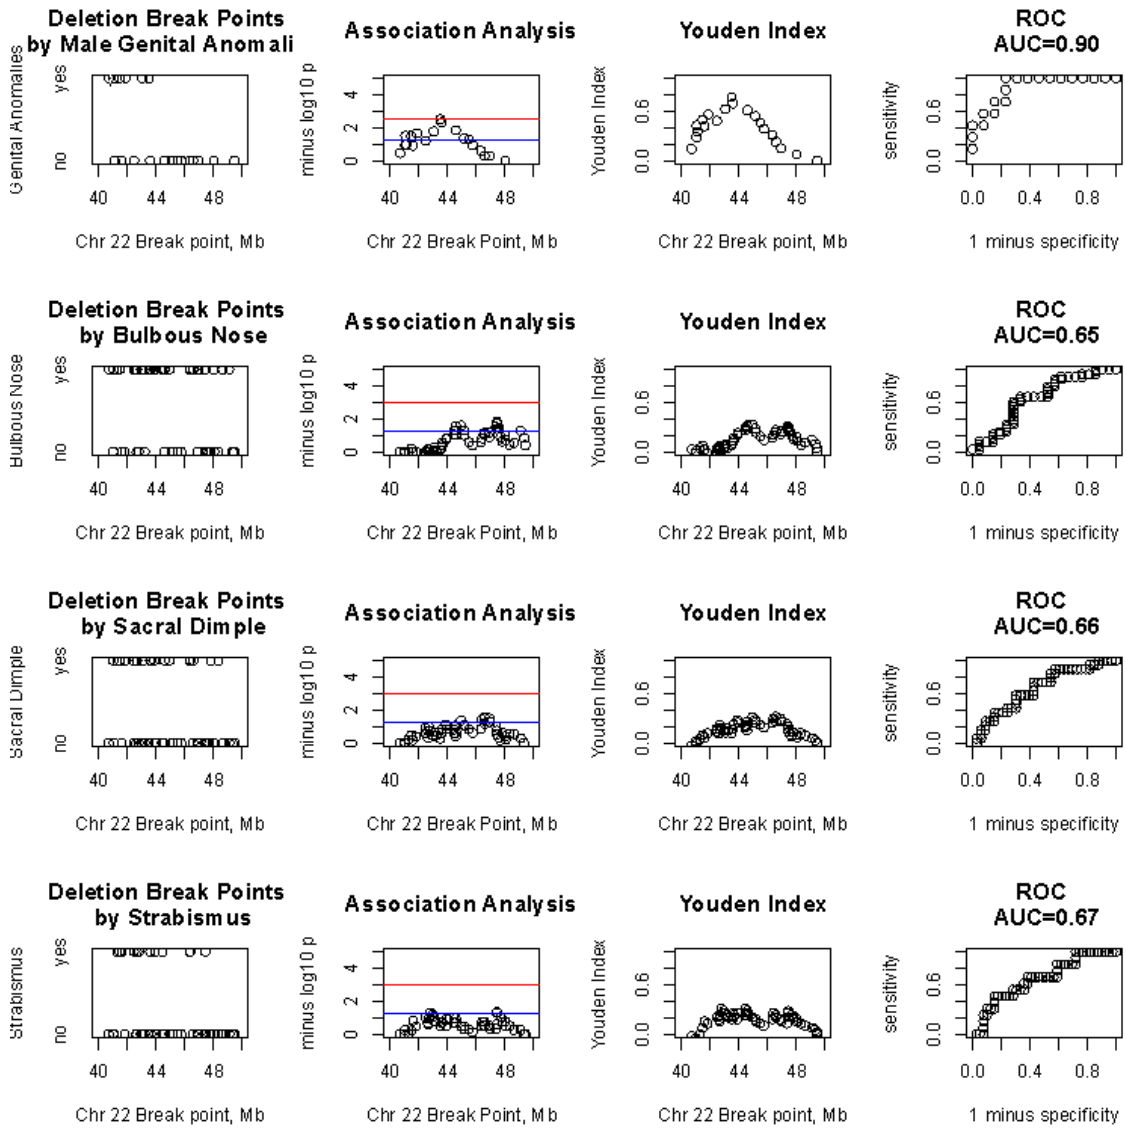 Deletion Break Points
by Male Genital Anomali
Association Analysis
Youden Index
ROC
AUC=0.90
Genital Anomalies
no yes
40 44 48
Chr 22 Break point, Mb
minus log10 p
0 2 4
40 44 48
Chr 22 Break Point, Mb
Youden Index
0.0 0.6
40 44 48
Chr 22 Break Point, Mb
sensitivity
0.0 0.6
0.0 0.4 0.8
1 minus specificity
Deletion Break Points
by Bulbous Nose
Association Analysis
Youden Index
ROC
AUC=0.65
Bulbous Nose
no yes
40 44 48
Chr 22 Break point, Mb
minus log10 p
0 2 4
40 44 48
Chr 22 Break Point, Mb
Youden Index
0.0 0.6
40 44 48
Chr 22 Break Point, Mb
sensitivity
0.0 0.6
0.0 0.4 0.8
1 minus specificity
Deletion Break Points
by Sacral Dimple
Association Analysis
Youden Index
ROC
AUC=0.66
Sacral Dimple
no yes
40 44 48
Chr 22 Break point, Mb
minus log10 p
0 2 4
40 44 48
Chr 22 Break Point, Mb
Youden Index
0.0 0.6
40 44 48
Chr 22 Break Point, Mb
sensitivity
0.0 0.6
0.0 0.4 0.8
1 minus specificity
Deletion Break Points
by Strabismus
Association Analysis
Youden Index
ROC
AUC=0.67
Strabismus
no yes
40 44 48
Chr 22 Break point, Mb
minus log10 p
0 2 4
40 44 48
Chr 22 Break Point, Mb
Youden Index
0.0 0.6
40 44 48
Chr 22 Break Point, Mb
sensitivity
0.0 0.6
0.0 0.4 0.8
1 minus specificity